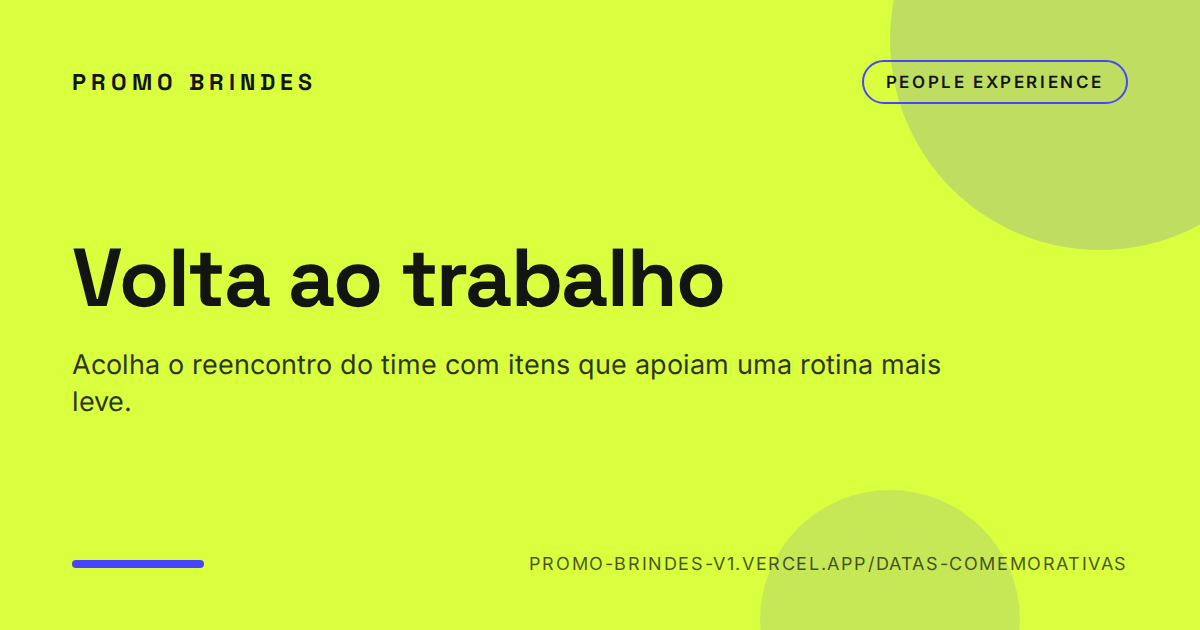 PROMO BRINDES
PEOPLE EXPERIENCE
Volta ao trabalho
Acolha o reencontro do time com itens que apoiam uma rotina mais
leve.
PROMO-BRINDES-V1.VERCEL.APP/DATAS-COMEMORATIVAS